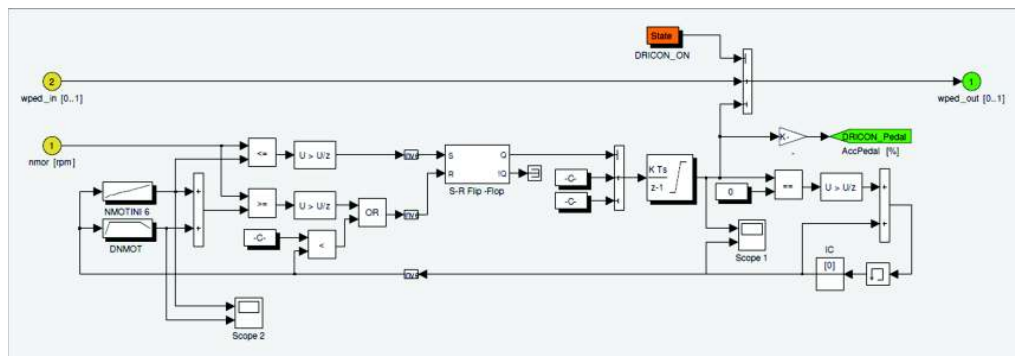 State
DRICON_ON
2
wped_in [0..1]
1
wped_out [0..1]
1
nmor [rpm]
K-
-
DRICON_Pedal
AccPedal [%]
<=
U > U/z
S
R
Q
!Q
S-R Flip -Flop
-C-
-C-
K Ts
z-1
0
==
U > U/z
NMOTINI 6
+
+
>=
U > U/z
OR
DNMOT
-C-
<
Scope 1
IC
[0]
+
+
Scope 2